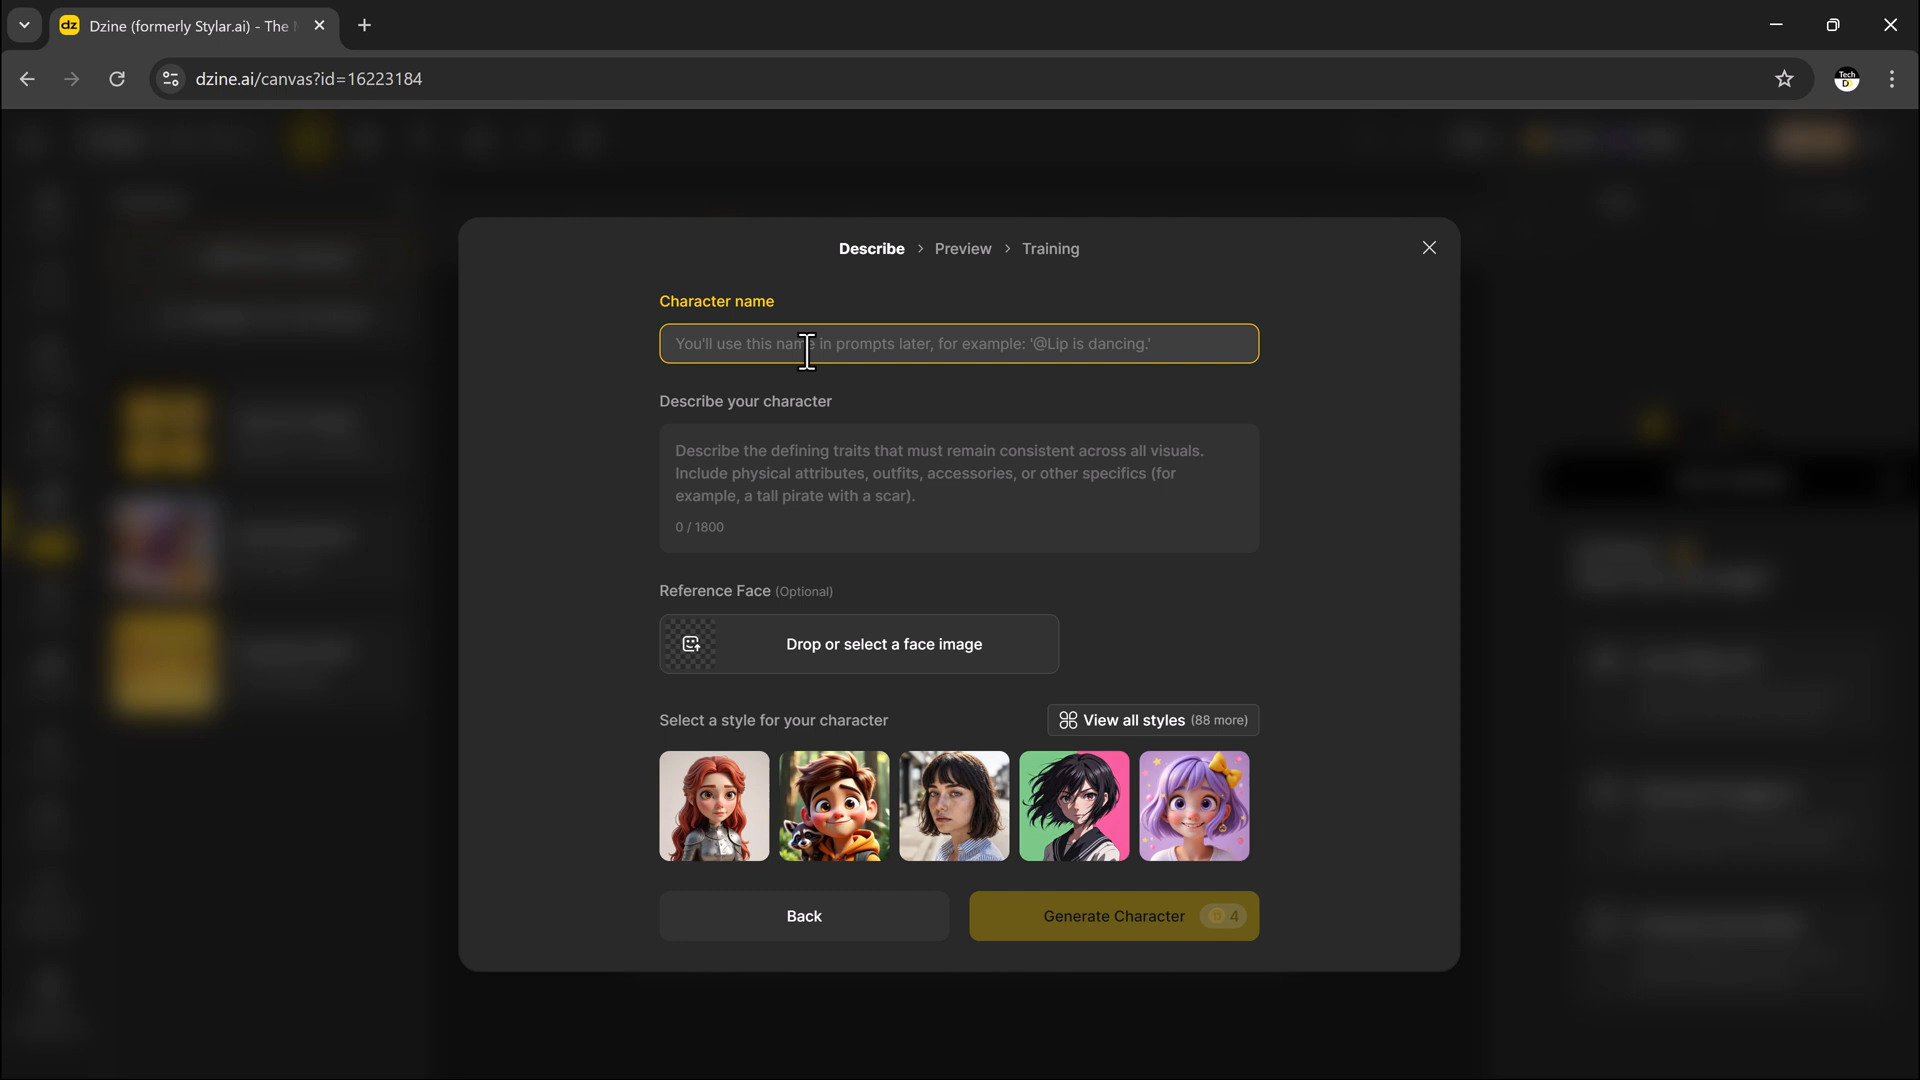 dz
Dzine (formerly Stylar.ai) - The
dzine.ai/canvas?id=16223184
Tech
D
Describe > Preview > Training
Character name
You'll use this name in prompts later, for example: '@Lip is dancing.'
Describe your character
Describe the defining traits that must remain consistent across all visuals.
Include physical attributes, outfits, accessories, or other specifics (for
example, a tall pirate with a scar).
0 / 1800
Reference Face (Optional)
Drop or select a face image
Select a style for your character
View all styles (88 more)
Back
Generate Character 4